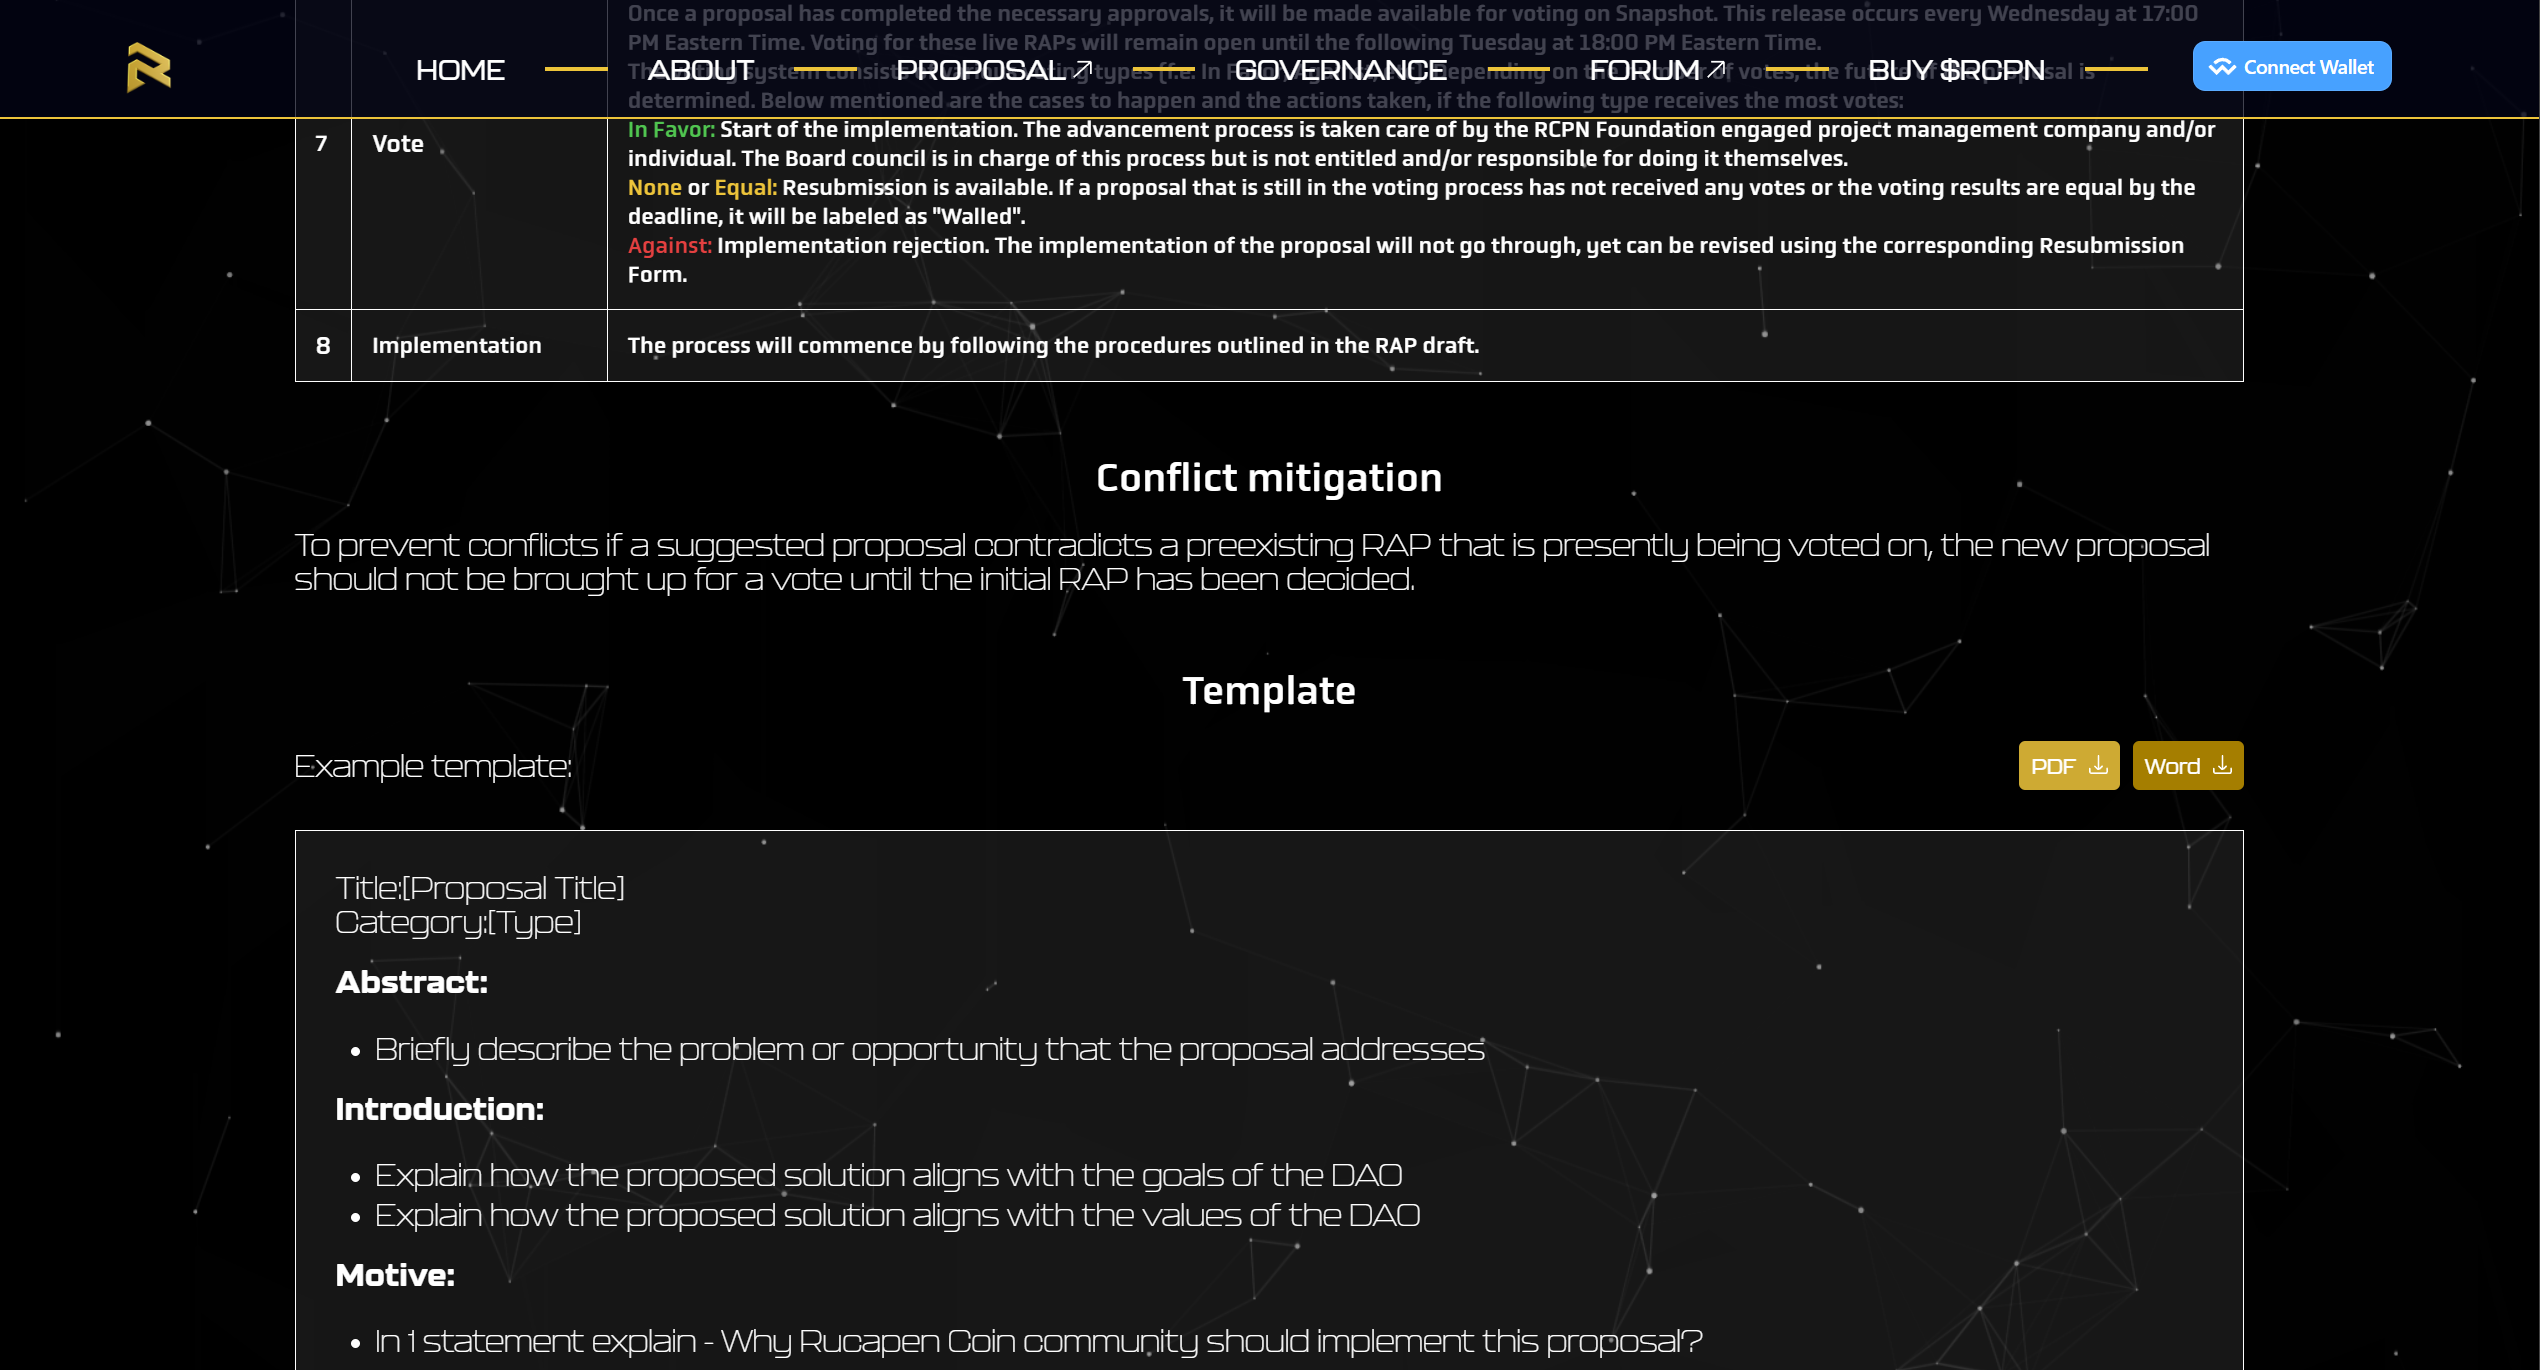 HOME
ABOUT
PROPOSAL
GOVERNANCE
FORUM
BUY $RCPN
Connect Wallet
Once a proposal has completed the necessary approvals, it will be made available for voting on Snapshot. This release occurs every Wednesday at 17:00
PM Eastern Time. Voting for these live RAPs will remain open until the following Tuesday at 18:00 PM Eastern Time.
The voting system consists of voting types (i.e. In Favor, Against, etc.) Depending on the number of votes, the future of the proposal is
determined. Below mentioned are the cases to happen and the actions taken, if the following type receives the most votes:
7
Vote
In Favor: Start of the implementation. The advancement process is taken care of by the RCPN Foundation engaged project management company and/or
individual. The Board council is in charge of this process but is not entitled and/or responsible for doing it themselves.
None or Equal: Resubmission is available. If a proposal that is still in the voting process has not received any votes or the voting results are equal by the
deadline, it will be labeled as "Walled".
Against: Implementation rejection. The implementation of the proposal will not go through, yet can be revised using the corresponding Resubmission
Form.
8
Implementation
The process will commence by following the procedures outlined in the RAP draft.
Conflict mitigation
To prevent conflicts if a suggested proposal contradicts a preexisting RAP that is presently being voted on, the new proposal
should not be brought up for a vote until the initial RAP has been decided.
Template
Example template:
PDF
Word
Title:[Proposal Title]
Category:[Type]
Abstract:
• Briefly describe the problem or opportunity that the proposal addresses
Introduction:
• Explain how the proposed solution aligns with the goals of the DAO
• Explain how the proposed solution aligns with the values of the DAO
Motive:
• In 1 statement explain - Why Rucapen Coin community should implement this proposal?